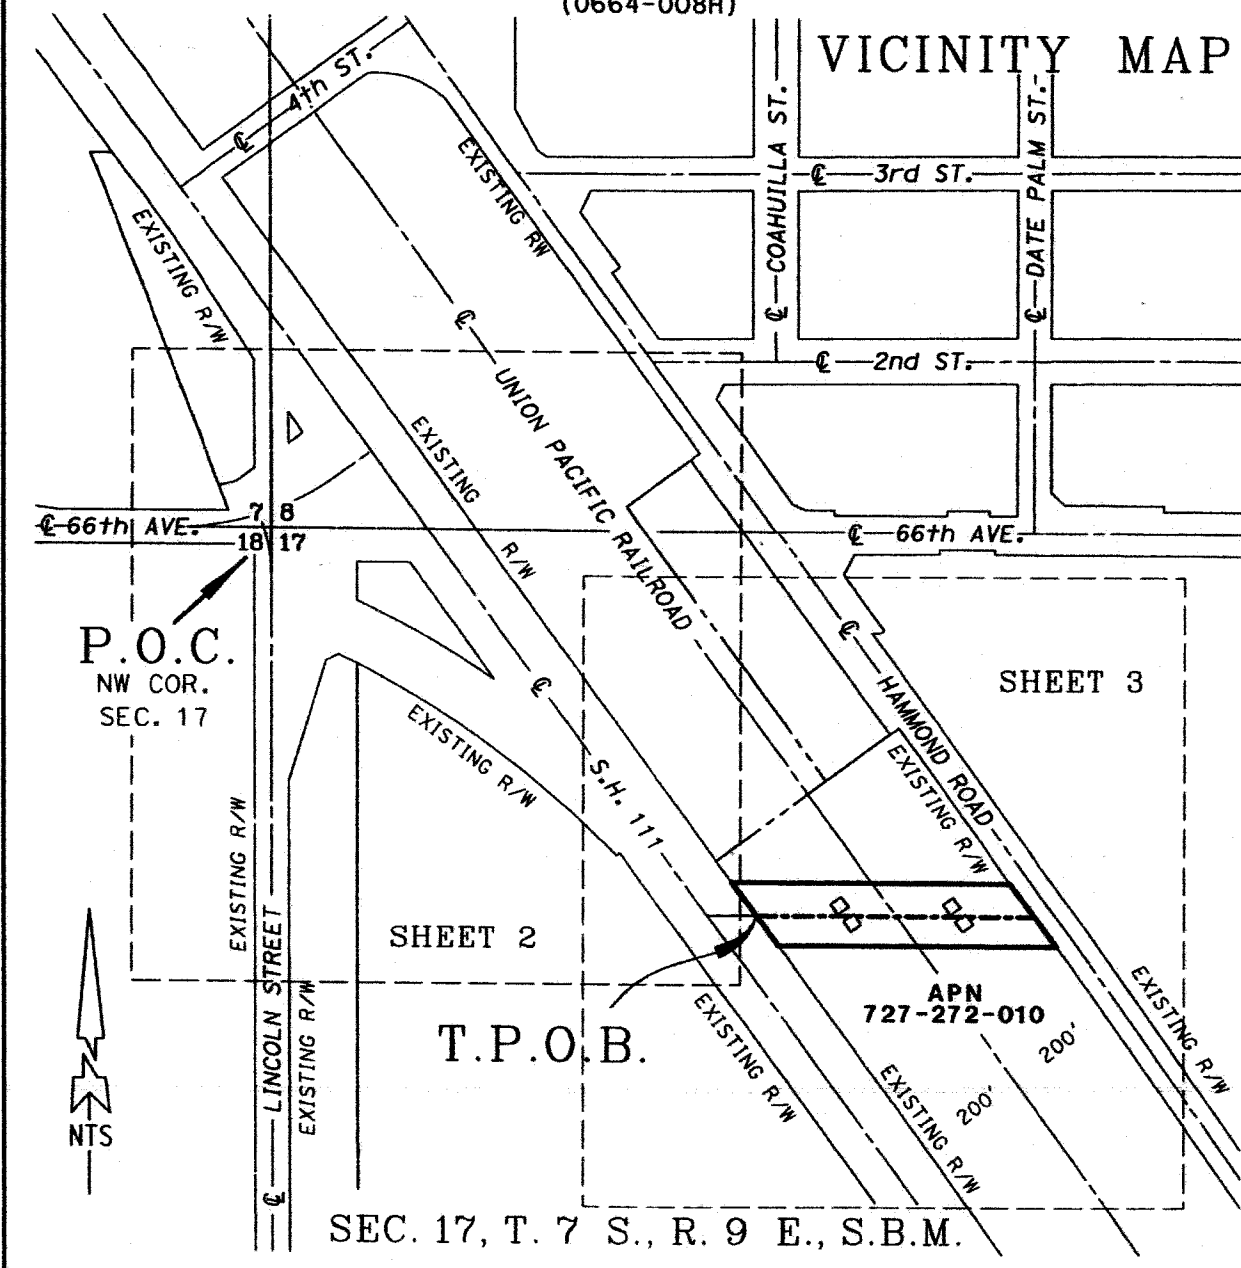 (0664-008H)
VICINITY MAP
4th ST.
℄
EXISTING RW
COAHUILLA ST.
℄
DATE PALM ST.
℄
℄ 3rd ST.
EXISTING R/W
℄
UNION PACIFIC RAILROAD
℄ 2nd ST.
EXISTING
R/W
℄ 66th AVE.
7 8
18 17
℄ 66th AVE.
P.O.C.
NW COR.
SEC. 17
℄
HAMMOND ROAD
SHEET 3
℄
S.H. 111
EXISTING R/W
EXISTING R/W
EXISTING R/W
SHEET 2
LINCOLN STREET
℄
EXISTING R/W
T.P.O.B.
APN
727-272-010
200'
200'
EXISTING R/W
EXISTING R/W
EXISTING R/W
N
NTS
SEC. 17, T. 7 S., R. 9 E., S.B.M.